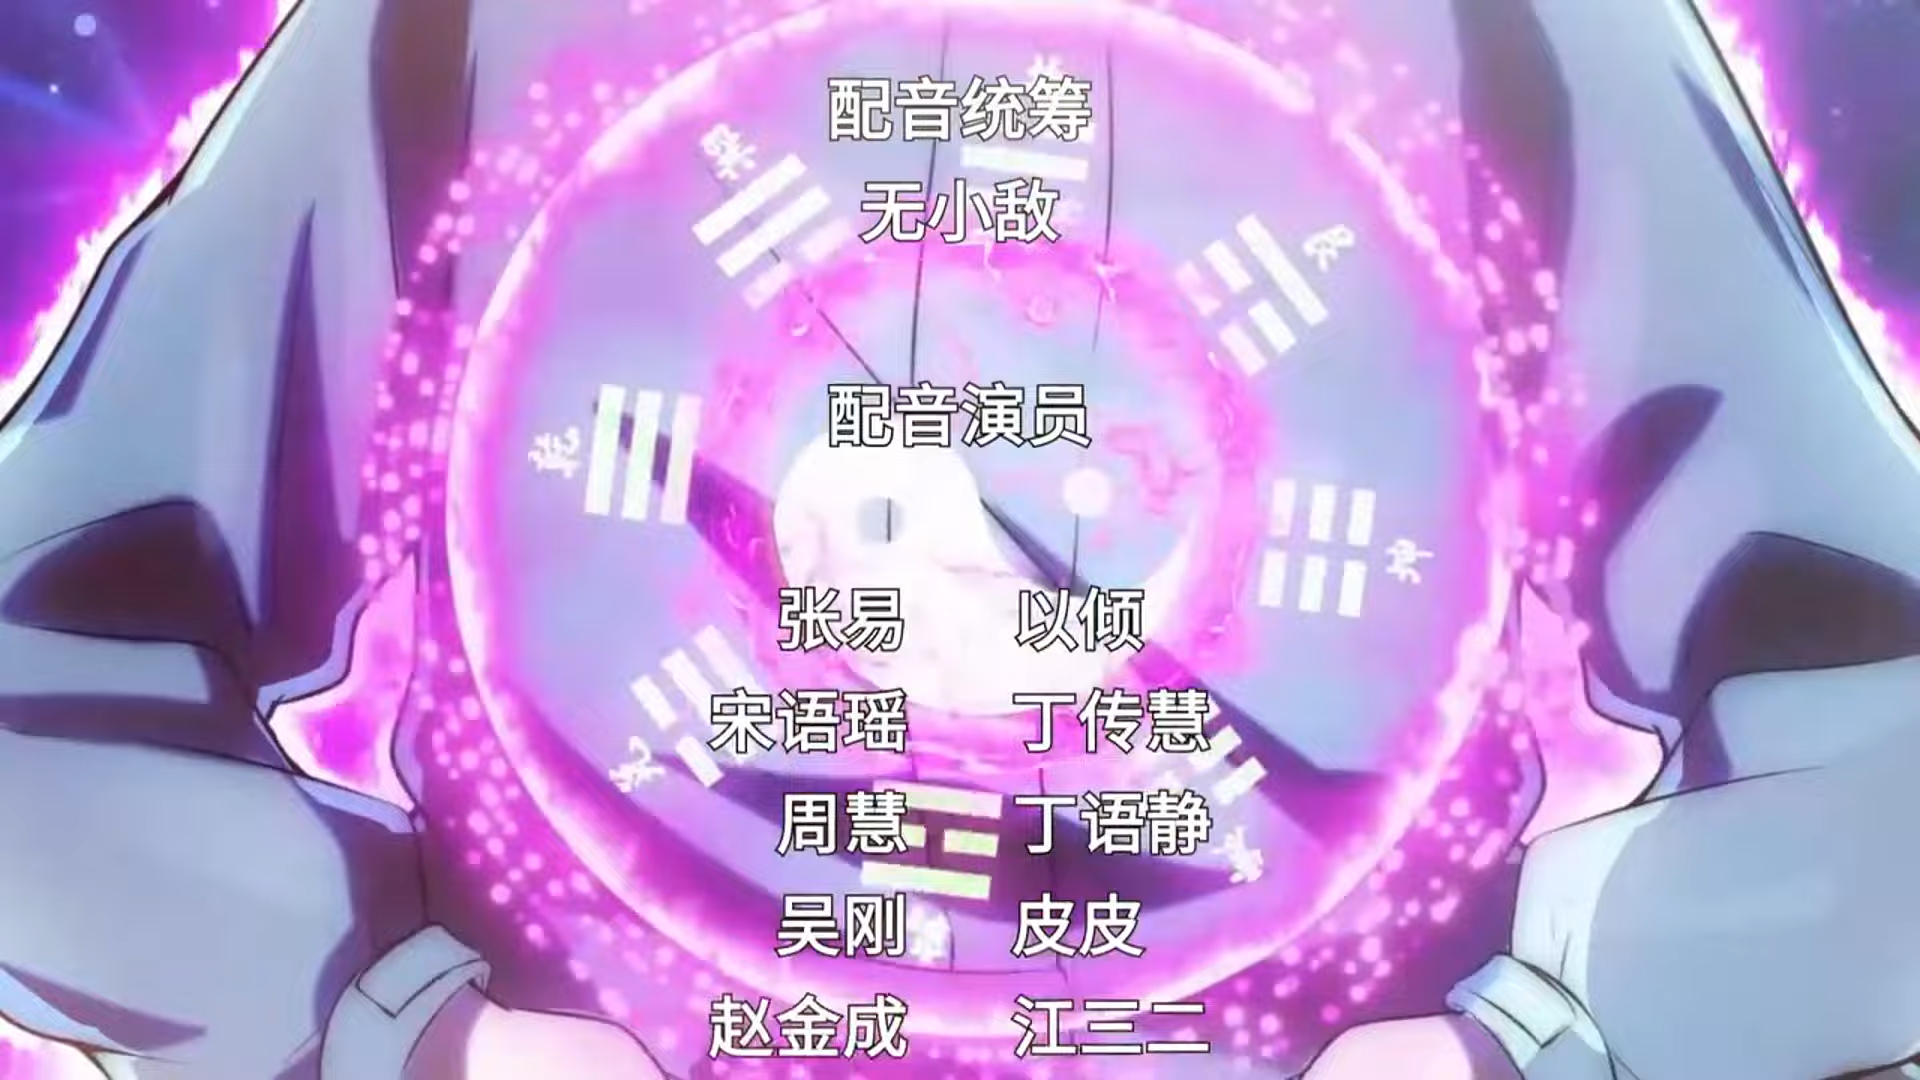 配音统筹
无小敌
配音演员
张易 以倾
宋语瑶 丁传慧
周慧 丁语静
吴刚 皮皮
赵金成 江三二